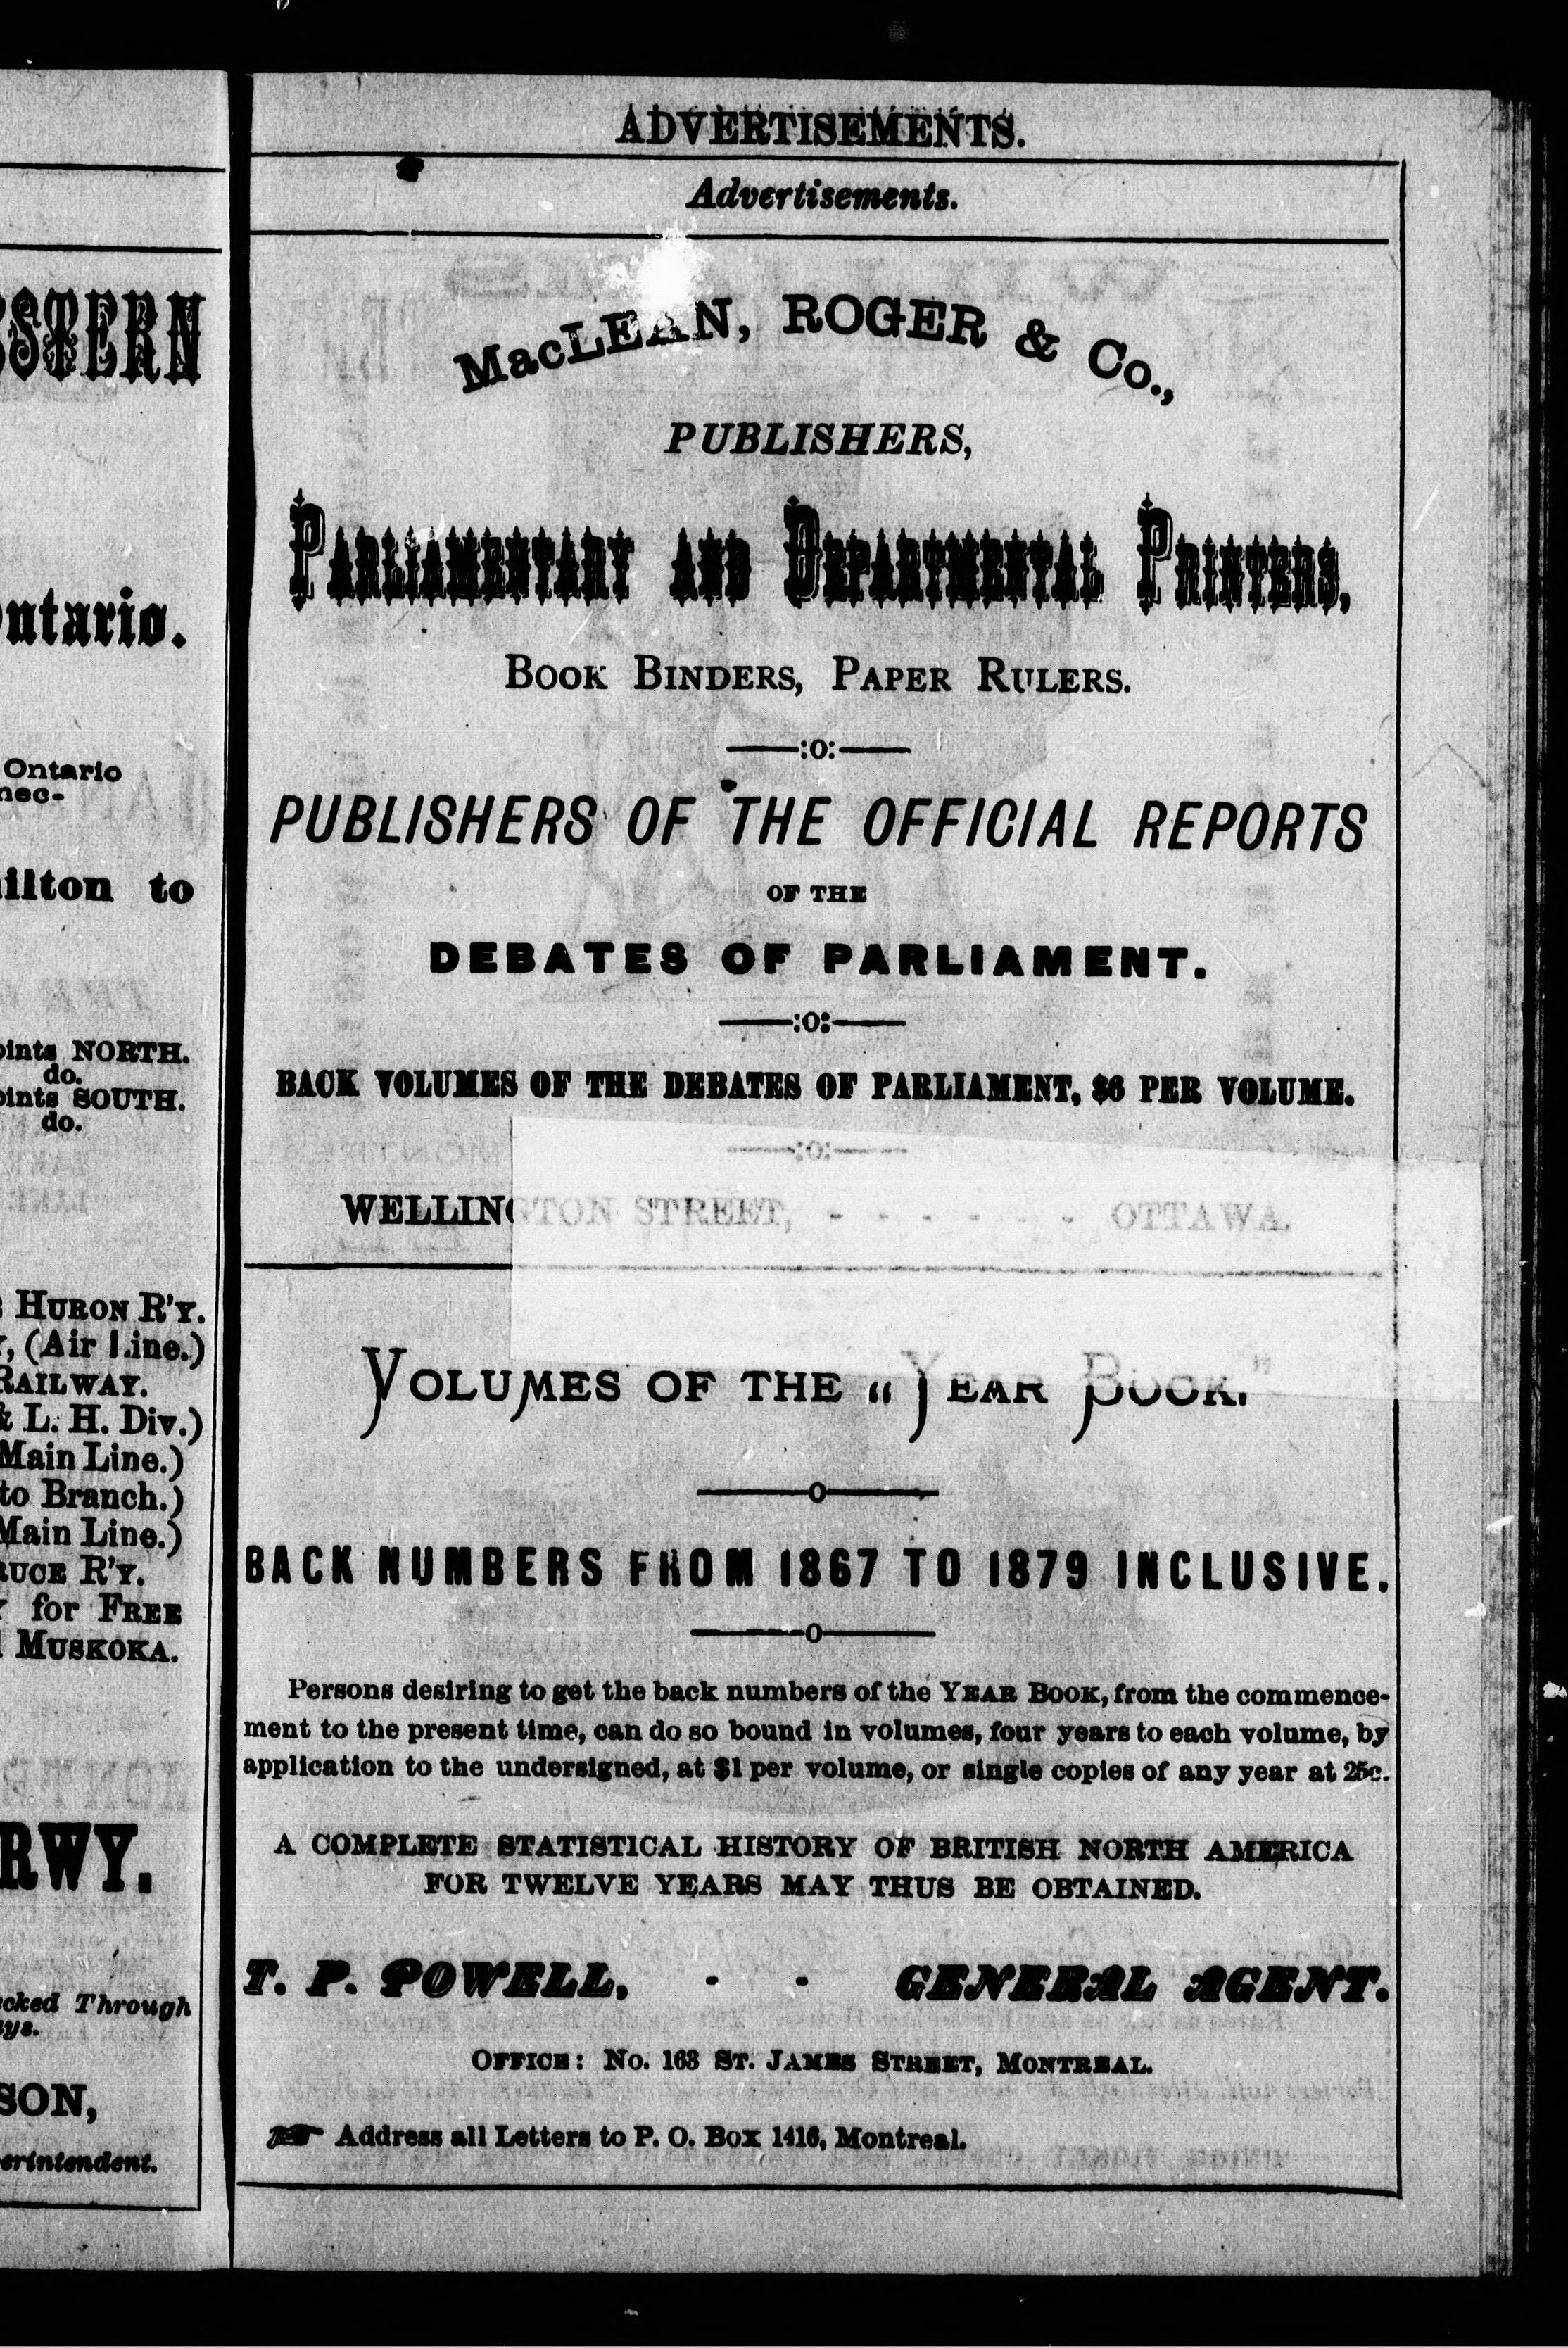 STERN
ntario.
Ontario
nec-
ilton to
oints NORTH.
do.
oints SOUTH.
do.
HURON R'Y.
, (Air Line.)
RAILWAY.
& L. H. Div.)
Main Line.)
to Branch.)
Main Line.)
RUCE R'Y.
for FREE
MUSKOKA.
RWY.
cked Through
ys.
SON,
erintendent.
ADVERTISEMENTS.
Advertisements.
MacLEAN, ROGER & Co.,
PUBLISHERS,
PARLIAMENTARY AND DEPARTMENTAL PRINTERS,
BOOK BINDERS, PAPER RULERS.
——:o:——
PUBLISHERS OF THE OFFICIAL REPORTS
OF THE
DEBATES OF PARLIAMENT.
——:o:——
BACK VOLUMES OF THE DEBATES OF PARLIAMENT, $6 PER VOLUME.
——:o:——
WELLINGTON STREET, - - - - - - OTTAWA.
VOLUMES OF THE "YEAR BOOK."
——o——
BACK NUMBERS FROM 1867 TO 1879 INCLUSIVE.
——o——
Persons desiring to get the back numbers of the YEAR BOOK, from the commence-
ment to the present time, can do so bound in volumes, four years to each volume, by
application to the undersigned, at $1 per volume, or single copies of any year at 25c.
A COMPLETE STATISTICAL HISTORY OF BRITISH NORTH AMERICA
FOR TWELVE YEARS MAY THUS BE OBTAINED.
T. P. POWELL, - - GENERAL AGENT.
OFFICE: No. 163 ST. JAMES STREET, MONTREAL.
☞ Address all Letters to P. O. Box 1416, Montreal.